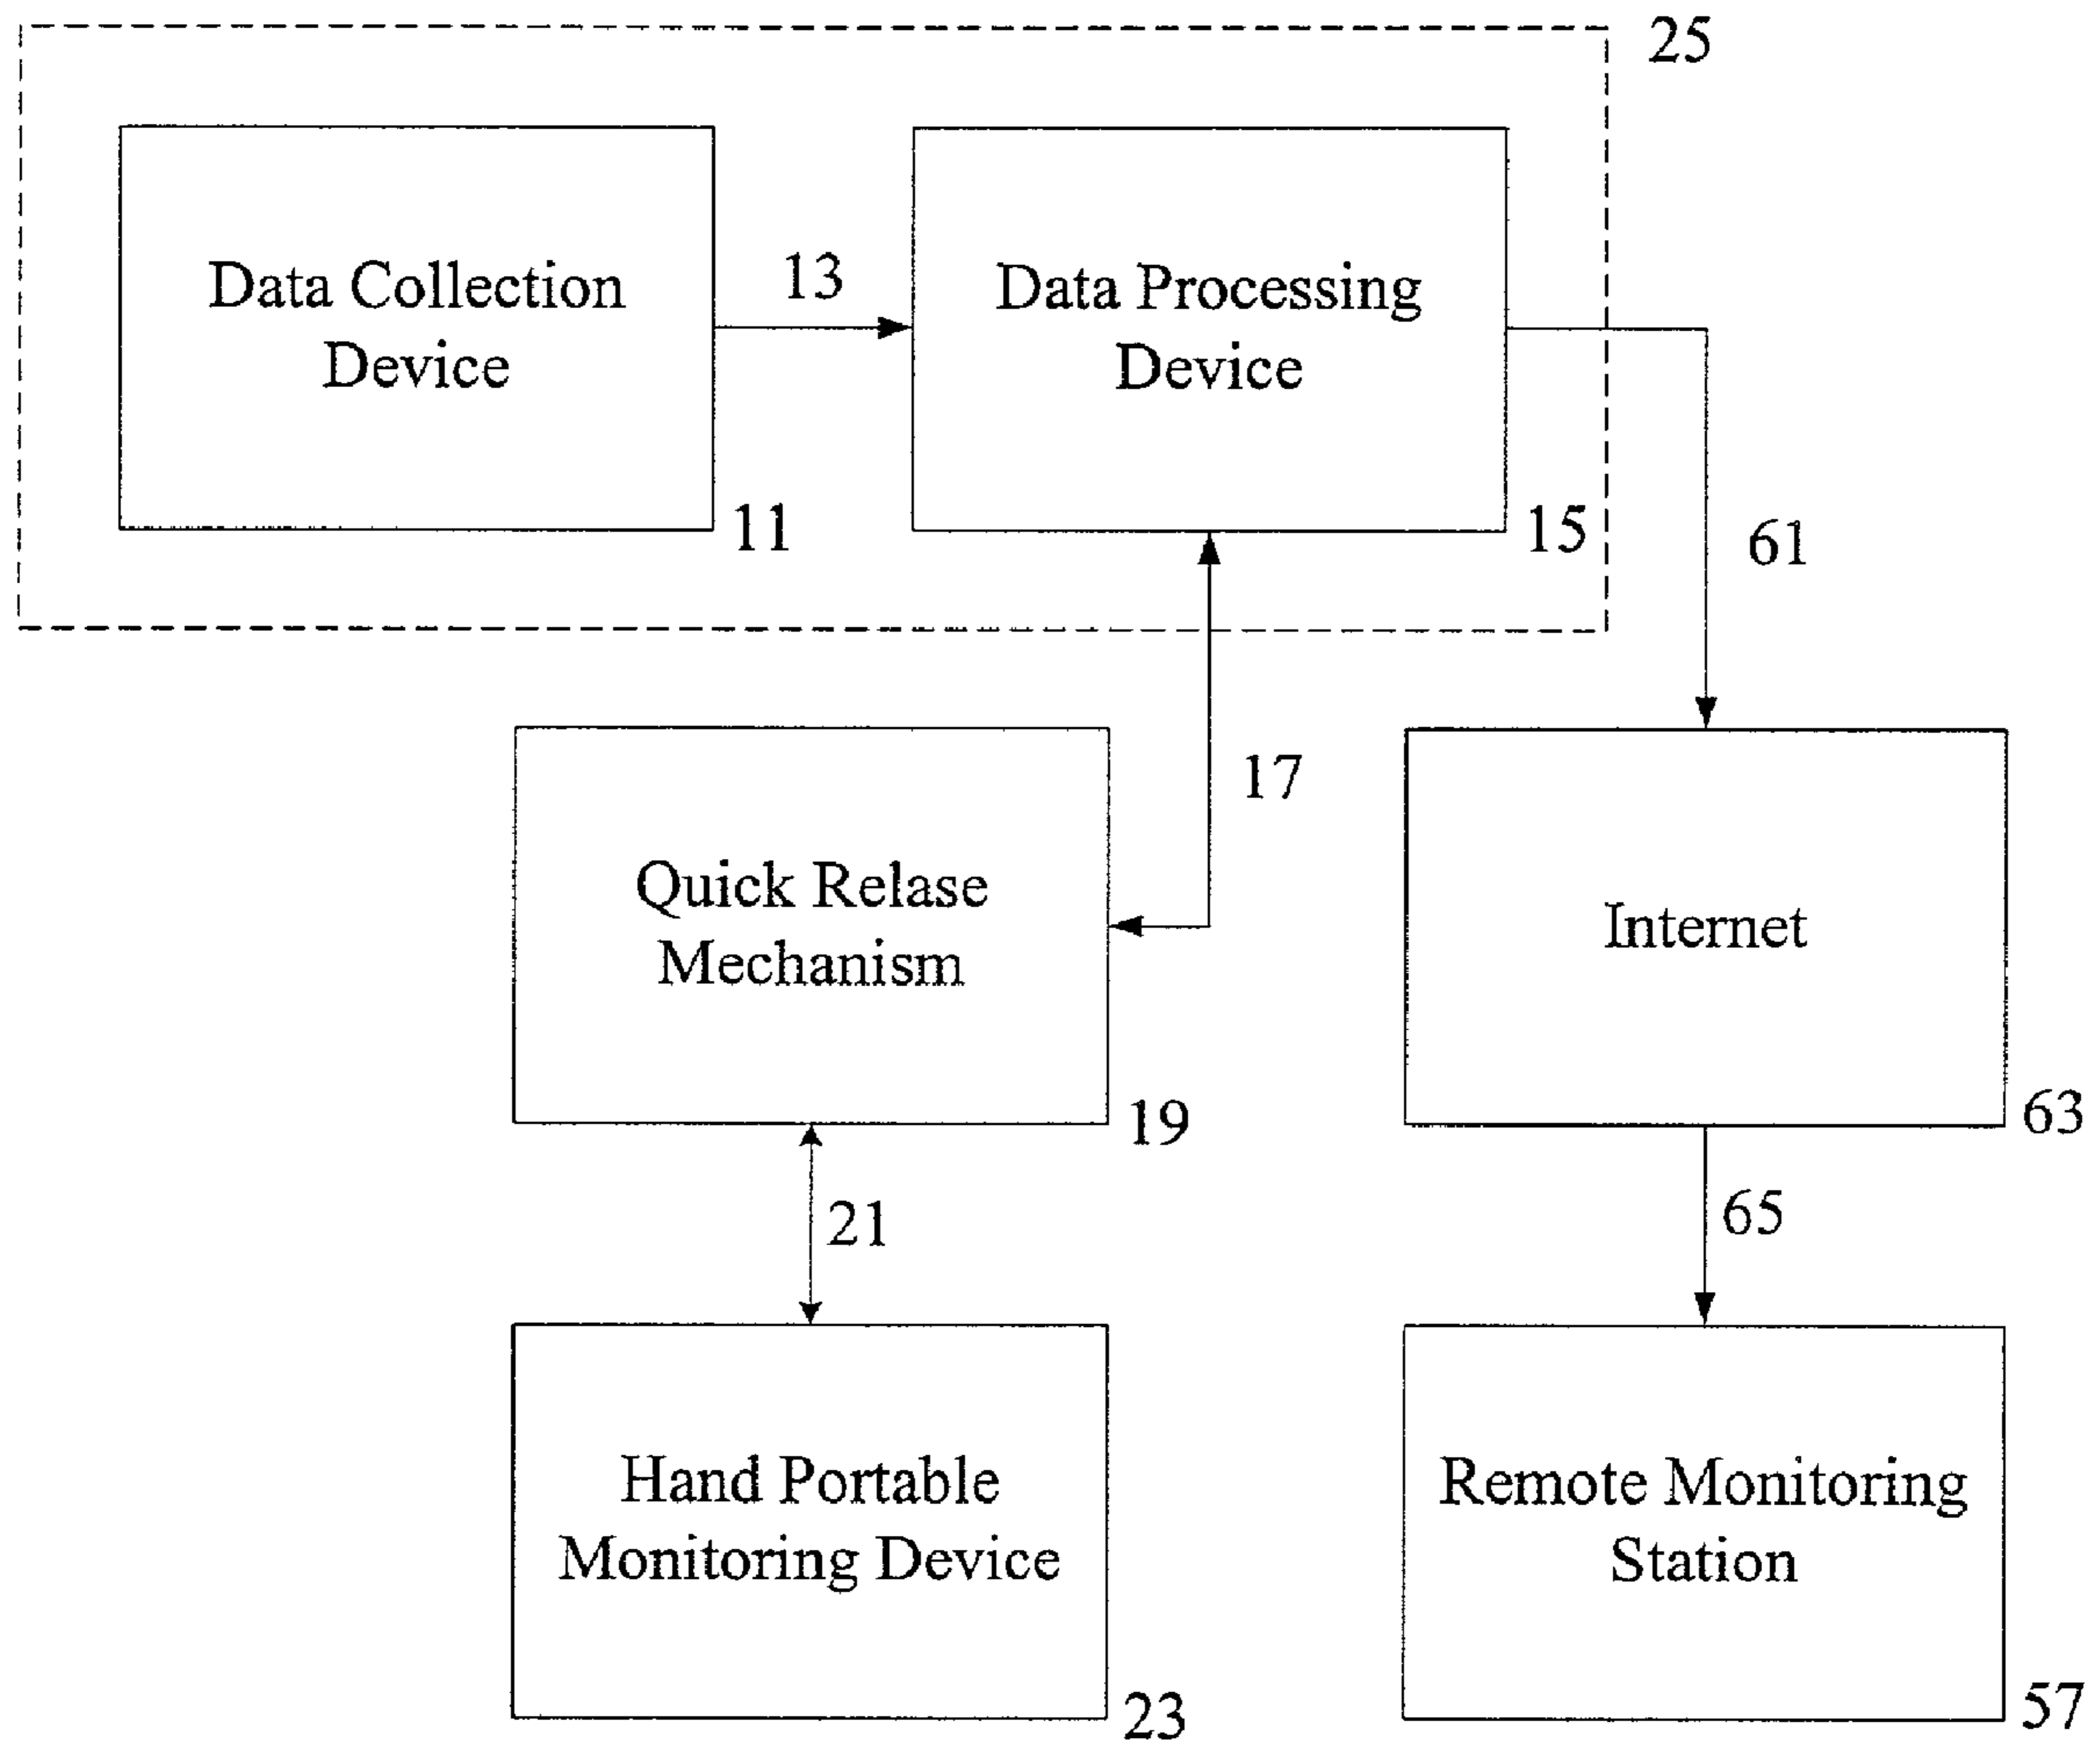 25
Data Collection
Device
11
13
Data Processing
Device
15
61
17
Quick Relase
Mechanism
19
Internet
63
21
65
Hand Portable
Monitoring Device
23
Remote Monitoring
Station
57